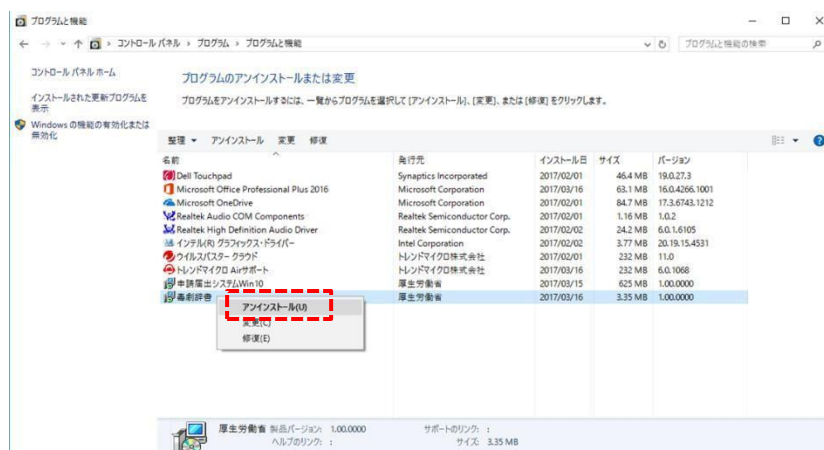 プログラムと機能
コントロール パネル › プログラム › プログラムと機能
プログラムと機能の検索
コントロール パネル ホーム
インストールされた更新プログラムを
表示
Windows の機能の有効化または
無効化
プログラムのアンインストールまたは変更
プログラムをアンインストールするには、一覧からプログラムを選択して [アンインストール]、[変更]、または [修復] をクリックします。
整理 ▼ アンインストール 変更 修復
名前 発行元 インストール日 サイズ バージョン
Dell Touchpad Synaptics Incorporated 2017/02/01 46.4 MB 19.0.27.3
Microsoft Office Professional Plus 2016 Microsoft Corporation 2017/03/16 63.1 MB 16.0.4266.1001
Microsoft OneDrive Microsoft Corporation 2017/02/01 84.7 MB 17.3.6743.1212
Realtek Audio COM Components Realtek Semiconductor Corp. 2017/02/01 1.16 MB 1.0.2
Realtek High Definition Audio Driver Realtek Semiconductor Corp. 2017/02/02 24.2 MB 6.0.1.6105
インテル(R) グラフィックス・ドライバー Intel Corporation 2017/02/02 3.77 MB 20.19.15.4531
ウイルスバスター クラウド トレンドマイクロ株式会社 2017/02/01 232 MB 11.0
トレンドマイクロ Airサポート トレンドマイクロ株式会社 2017/03/16 232 MB 6.0.1068
申請届出システムWin10 厚生労働省 2017/03/15 625 MB 1.00.0000
毒劇辞書 厚生労働省 2017/03/16 3.35 MB 1.00.0000
アンインストール(U)
変更(C)
修復(E)
厚生労働省 製品バージョン: 1.00.0000 サポートのリンク: :
ヘルプのリンク: : サイズ: 3.35 MB